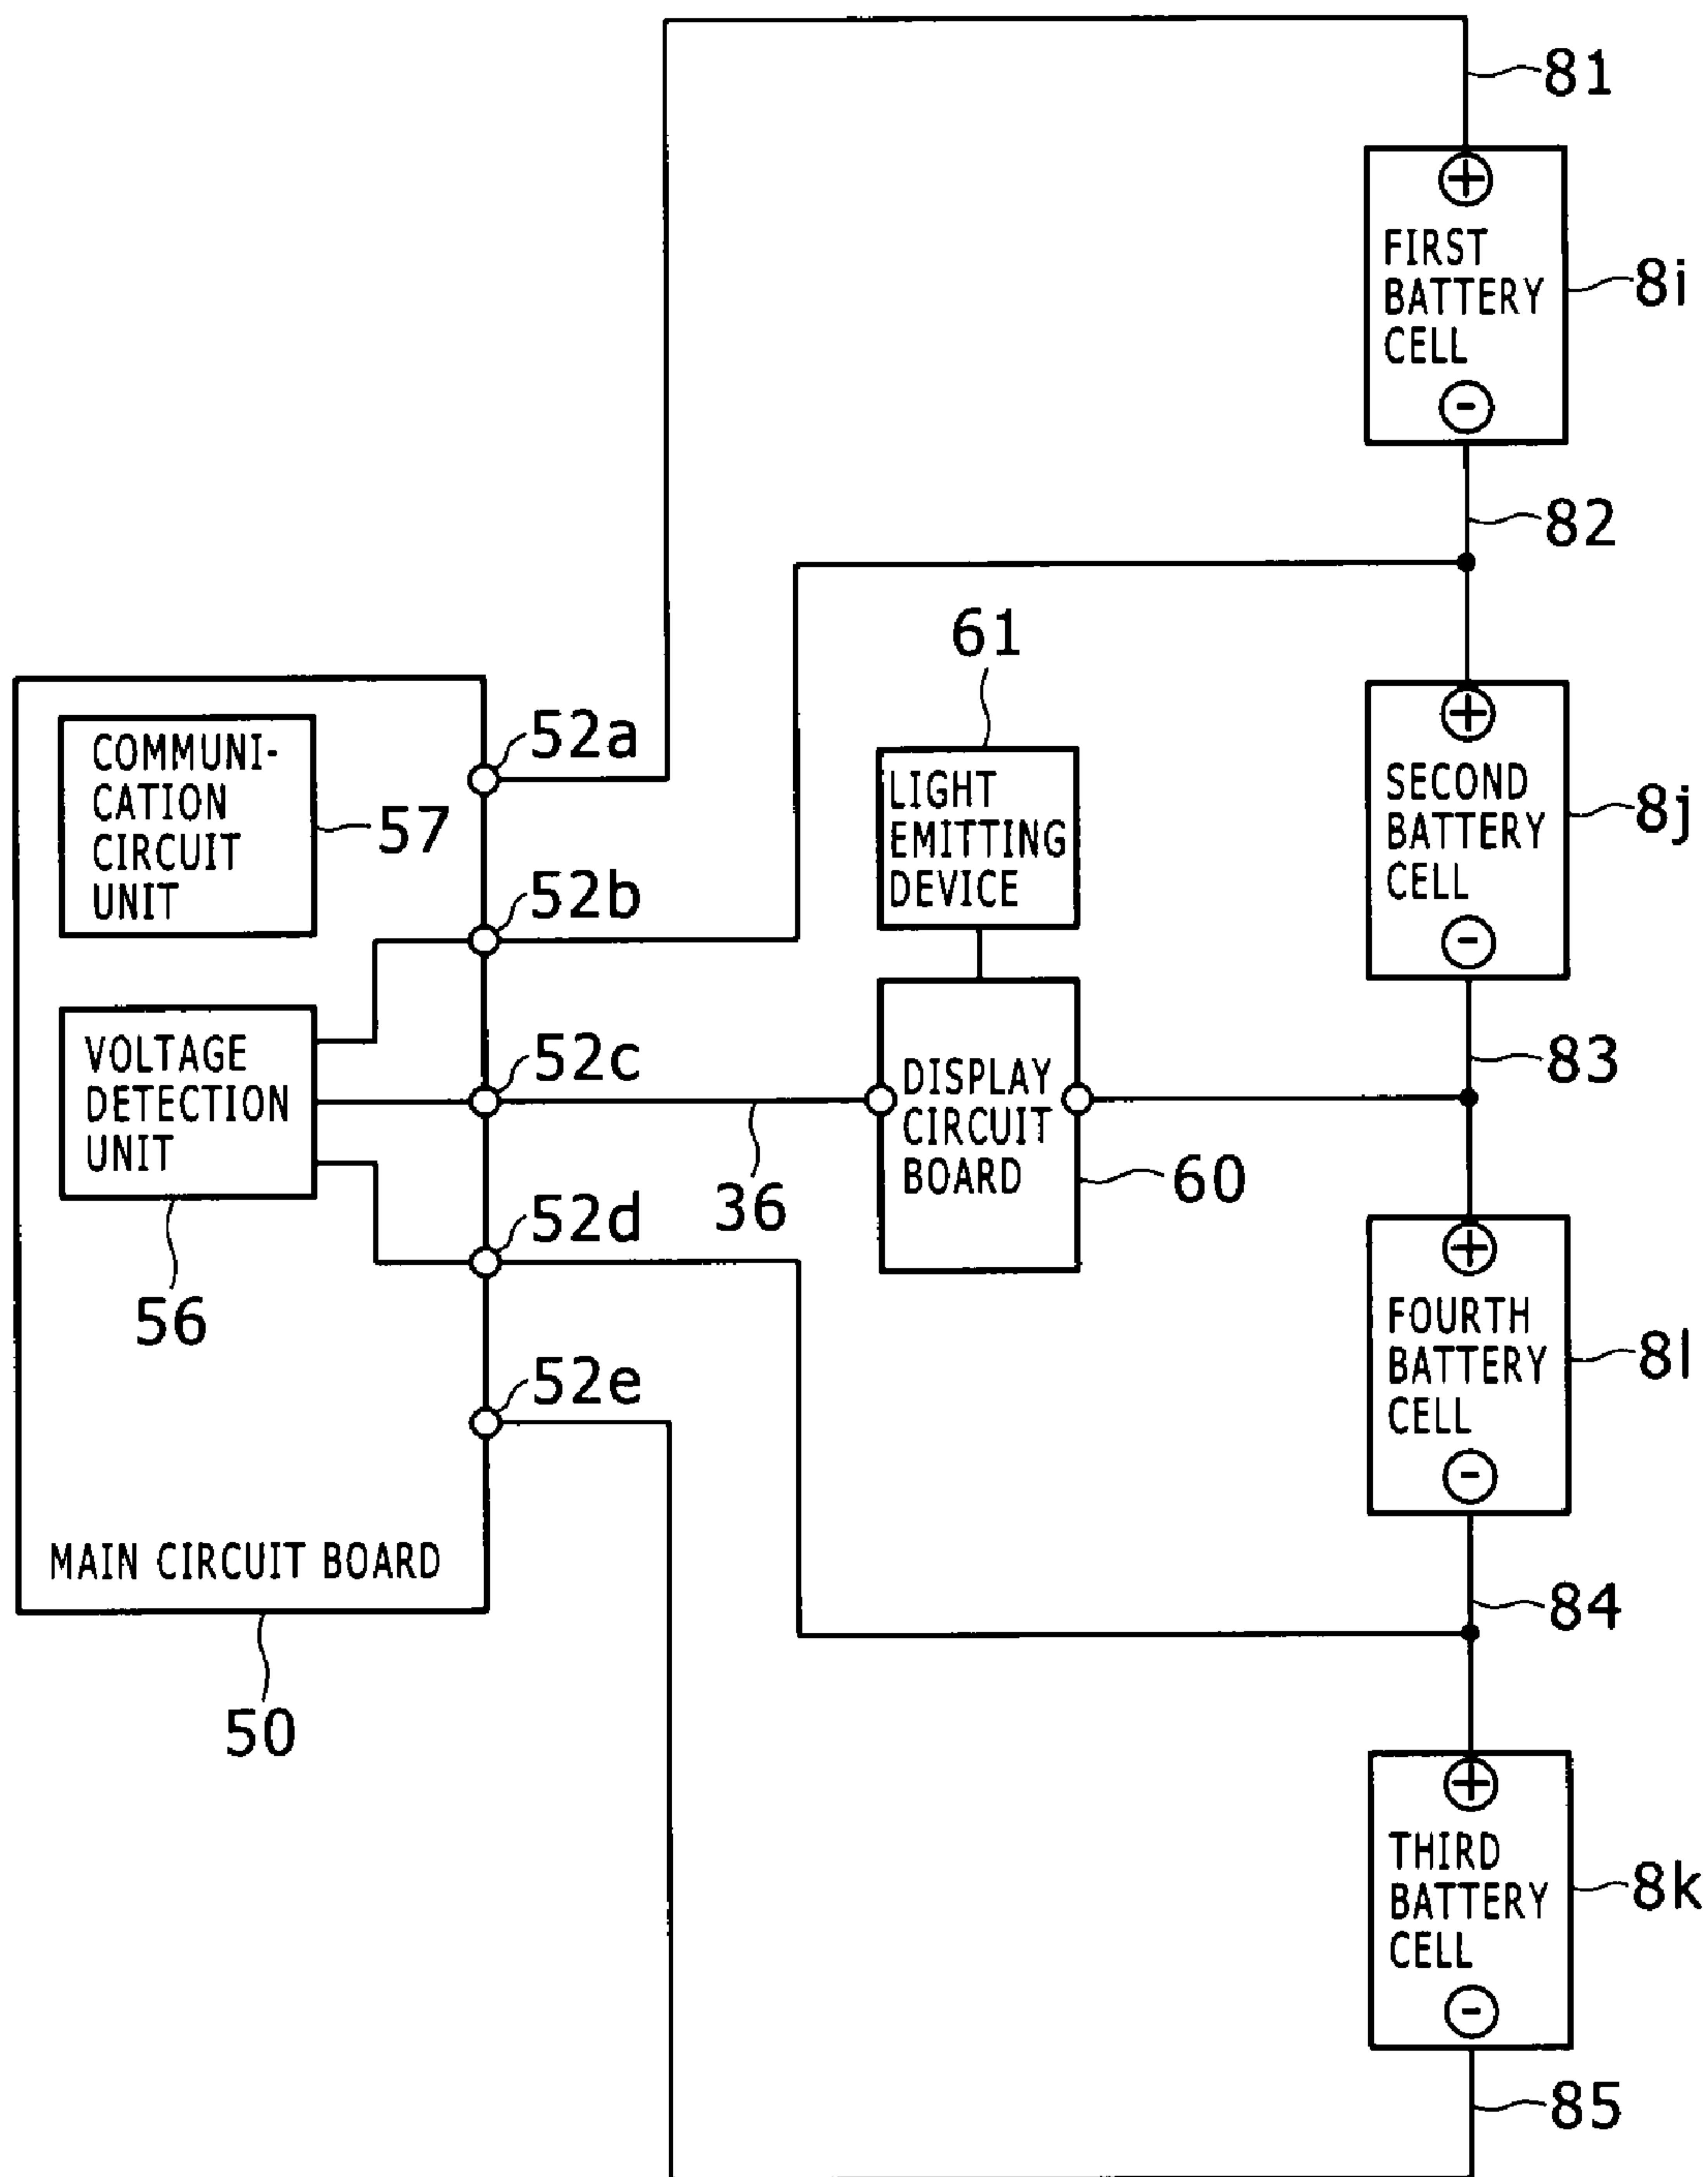 81
FIRST
BATTERY
CELL
8i
82
61
52a
COMMUNI-
CATION
CIRCUIT
UNIT
57
LIGHT
EMITTING
DEVICE
SECOND
BATTERY
CELL
8j
52b
VOLTAGE
DETECTION
UNIT
52c
DISPLAY
CIRCUIT
BOARD
83
36
60
52d
56
FOURTH
BATTERY
CELL
8l
52e
MAIN CIRCUIT BOARD
84
50
THIRD
BATTERY
CELL
8k
85